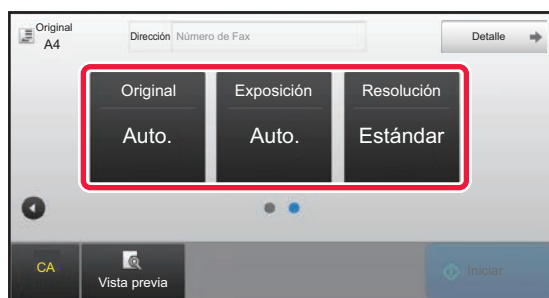 Original
A4
Dirección Número de Fax
Detalle
Original Exposición Resolución
Auto. Auto. Estándar
CA
Vista previa
Iniciar